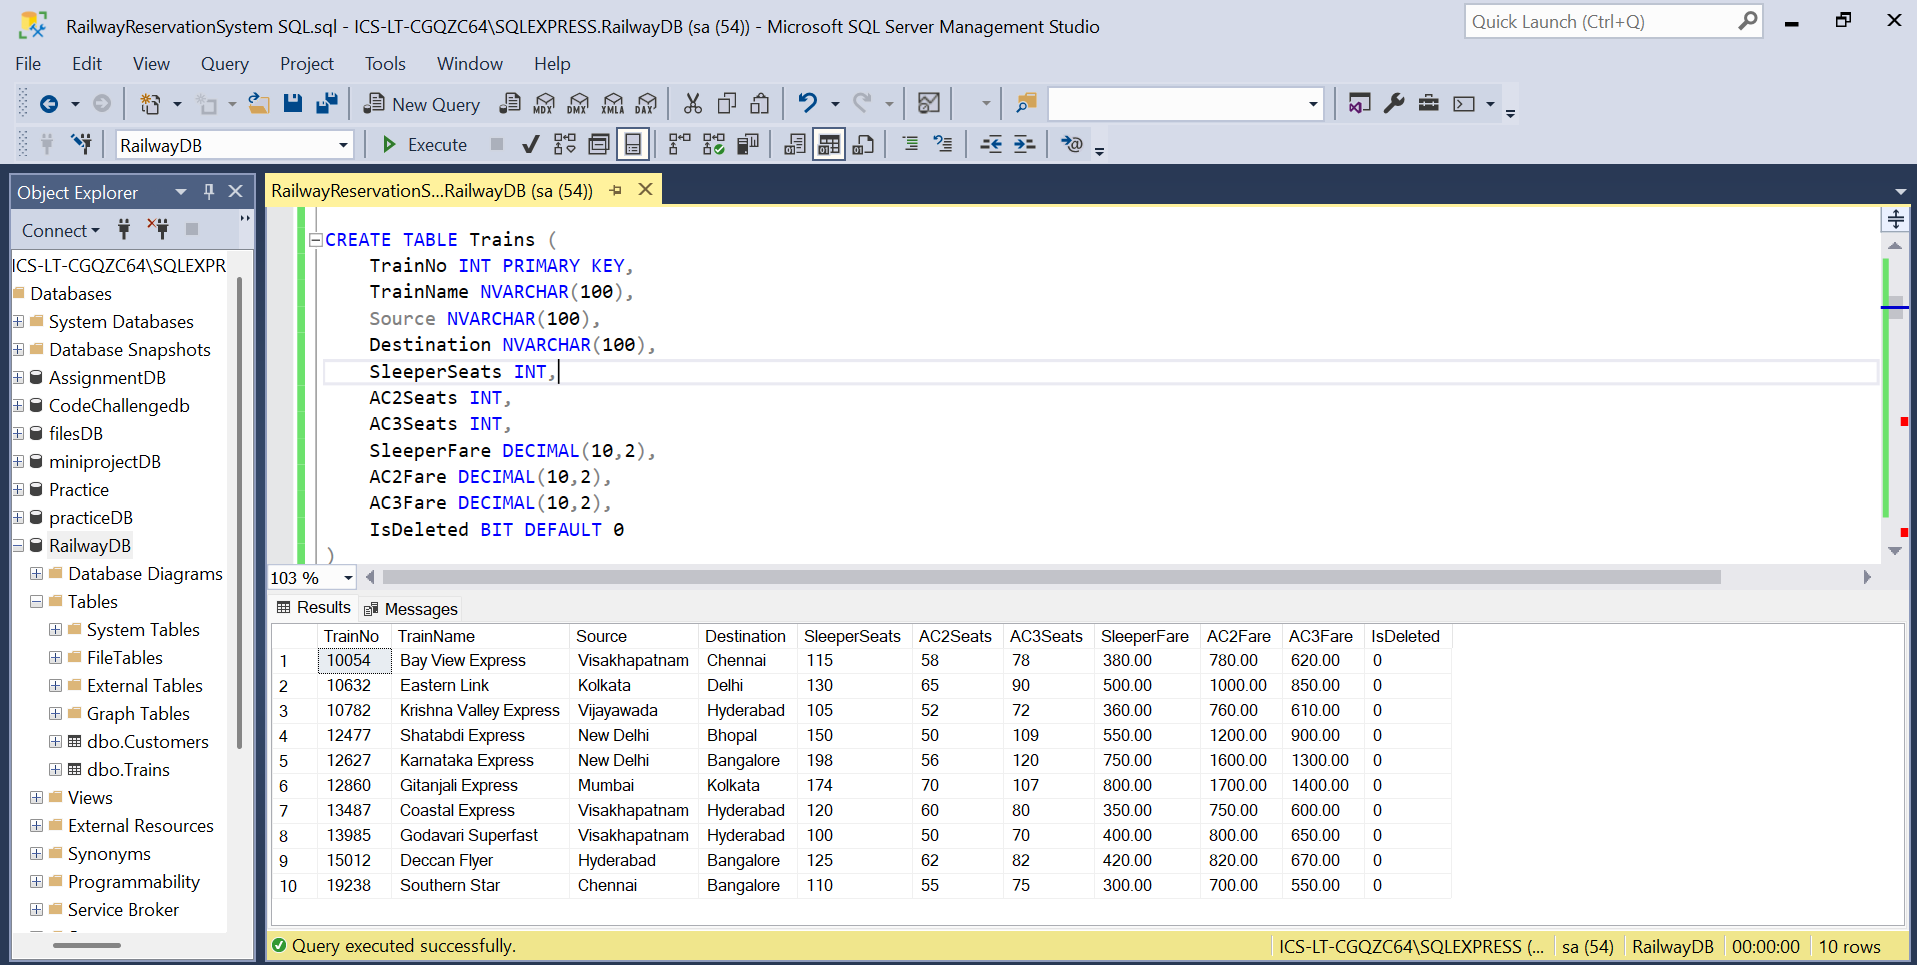 RailwayReservationSystem SQL.sql - ICS-LT-CGQZC64\SQLEXPRESS.RailwayDB (sa (54)) - Microsoft SQL Server Management Studio
Quick Launch (Ctrl+Q)
File Edit View Query Project Tools Window Help
New Query MDX DMX XMLA DAX
RailwayDB Execute
Object Explorer
Connect
ICS-LT-CGQZC64\SQLEXPR
Databases
System Databases
Database Snapshots
AssignmentDB
CodeChallengedb
filesDB
miniprojectDB
Practice
practiceDB
RailwayDB
Database Diagrams
Tables
System Tables
FileTables
External Tables
Graph Tables
dbo.Customers
dbo.Trains
Views
External Resources
Synonyms
Programmability
Service Broker
RailwayReservationS...RailwayDB (sa (54))
CREATE TABLE Trains (
TrainNo INT PRIMARY KEY,
TrainName NVARCHAR(100),
Source NVARCHAR(100),
Destination NVARCHAR(100),
SleeperSeats INT,
AC2Seats INT,
AC3Seats INT,
SleeperFare DECIMAL(10,2),
AC2Fare DECIMAL(10,2),
AC3Fare DECIMAL(10,2),
IsDeleted BIT DEFAULT 0
)
103 %
Results Messages
TrainNo TrainName Source Destination SleeperSeats AC2Seats AC3Seats SleeperFare AC2Fare AC3Fare IsDeleted
1 10054 Bay View Express Visakhapatnam Chennai 115 58 78 380.00 780.00 620.00 0
2 10632 Eastern Link Kolkata Delhi 130 65 90 500.00 1000.00 850.00 0
3 10782 Krishna Valley Express Vijayawada Hyderabad 105 52 72 360.00 760.00 610.00 0
4 12477 Shatabdi Express New Delhi Bhopal 150 50 109 550.00 1200.00 900.00 0
5 12627 Karnataka Express New Delhi Bangalore 198 56 120 750.00 1600.00 1300.00 0
6 12860 Gitanjali Express Mumbai Kolkata 174 70 107 800.00 1700.00 1400.00 0
7 13487 Coastal Express Visakhapatnam Hyderabad 120 60 80 350.00 750.00 600.00 0
8 13985 Godavari Superfast Visakhapatnam Hyderabad 100 50 70 400.00 800.00 650.00 0
9 15012 Deccan Flyer Hyderabad Bangalore 125 62 82 420.00 820.00 670.00 0
10 19238 Southern Star Chennai Bangalore 110 55 75 300.00 700.00 550.00 0
Query executed successfully.
ICS-LT-CGQZC64\SQLEXPRESS (... sa (54) RailwayDB 00:00:00 10 rows